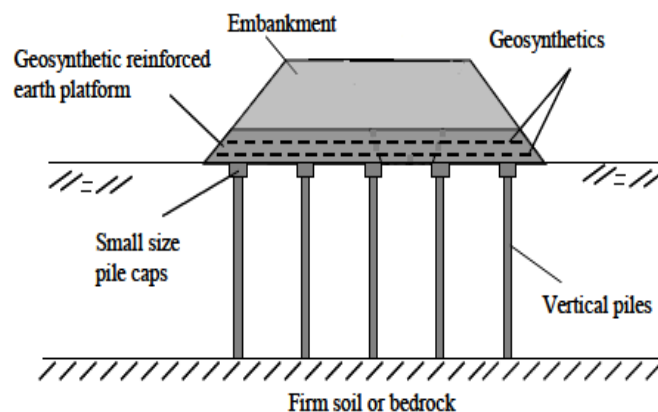 Embankment
Geosynthetics
Geosynthetic reinforced
earth platform
Small size
pile caps
Vertical piles
Firm soil or bedrock